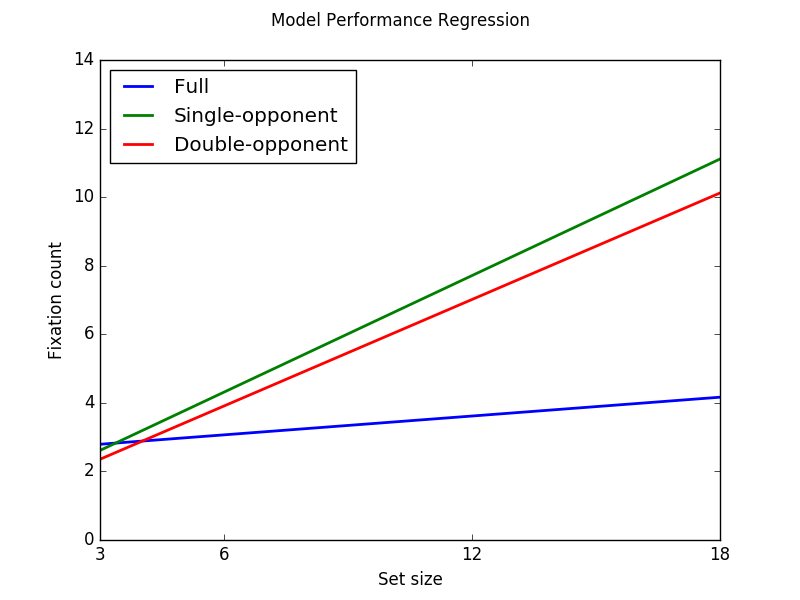 Model Performance Regression
Full
Single-opponent
Double-opponent
14
12
10
8
6
4
2
0
Fixation count
3 6 12 18
Set size